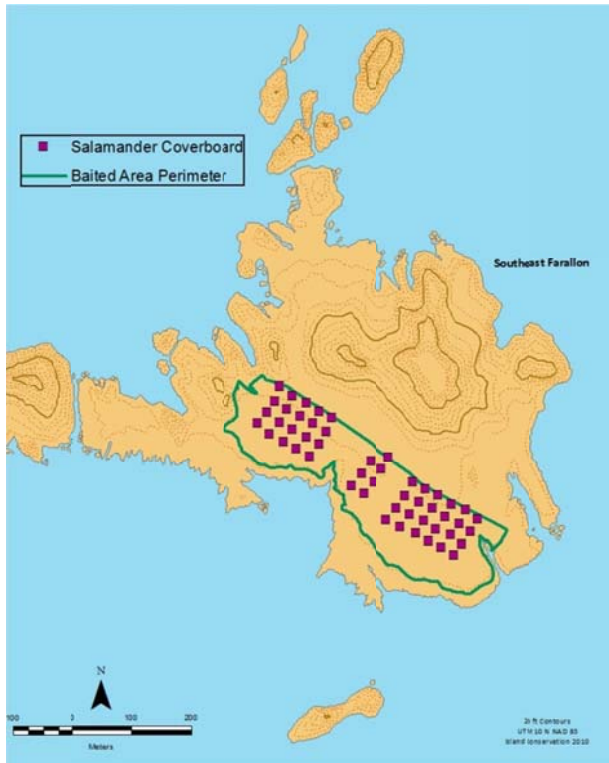 Salamander Coverboard
Baited Area Perimeter
Southeast Farallon
N
100 0 100 200
Meters
20 ft Contours
UTM 10 N NAD 83
Island Conservation 2010